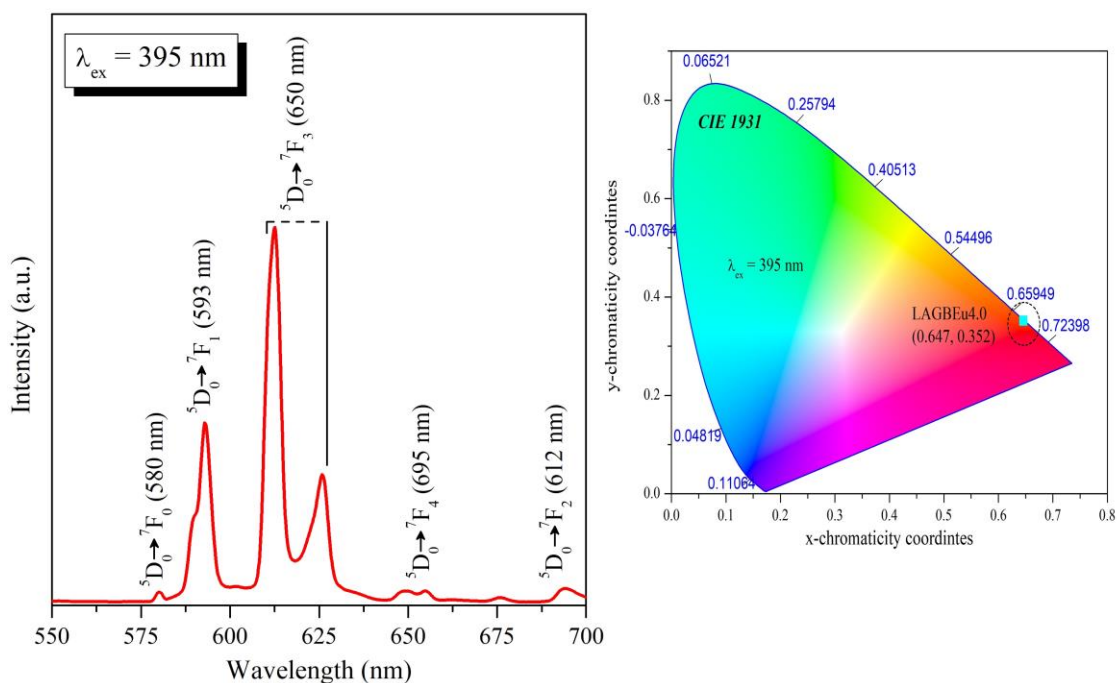 λex = 395 nm
⁵D₀→⁷F₀ (580 nm)
⁵D₀→⁷F₁ (593 nm)
⁵D₀→⁷F₃ (650 nm)
⁵D₀→⁷F₄ (695 nm)
⁵D₀→⁷F₂ (612 nm)
Intensity (a.u.)
550 575 600 625 650 675 700
Wavelength (nm)
CIE 1931
0.06521
0.25794
0.40513
0.54496
0.65949
0.72398
-0.03764
0.04819
0.11064
λex = 395 nm
LAGBEu4.0
(0.647, 0.352)
y-chromaticity coordintes
0.8
0.6
0.4
0.2
0.0
0.0 0.1 0.2 0.3 0.4 0.5 0.6 0.7 0.8
x-chromaticity coordintes